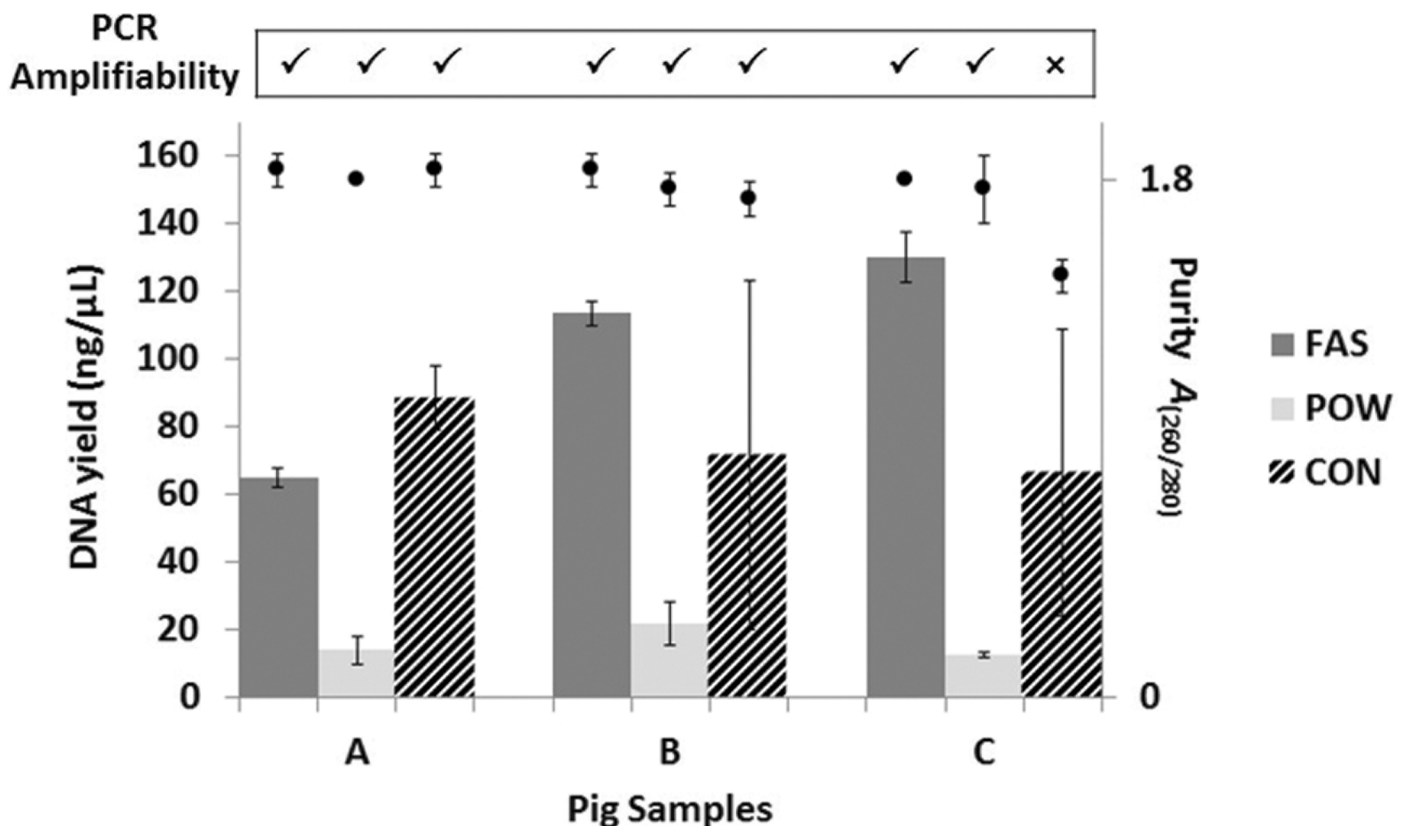 PCR
Amplifiability
✓ ✓ ✓ ✓ ✓ ✓ ✓ ✓ ×
160
140
120
100
80
60
40
20
0
DNA yield (ng/µL)
1.8
0
Purity A(260/280)
FAS
POW
CON
A B C
Pig Samples